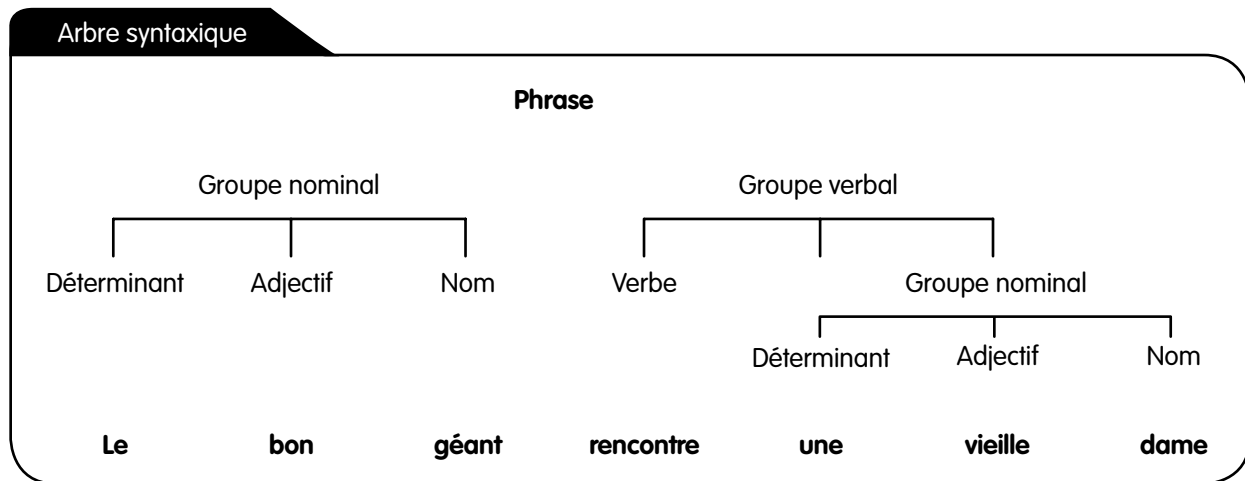 Arbre syntaxique
Phrase
Groupe nominal Groupe verbal
Déterminant Adjectif Nom Verbe Groupe nominal
Déterminant Adjectif Nom
Le bon géant rencontre une vieille dame